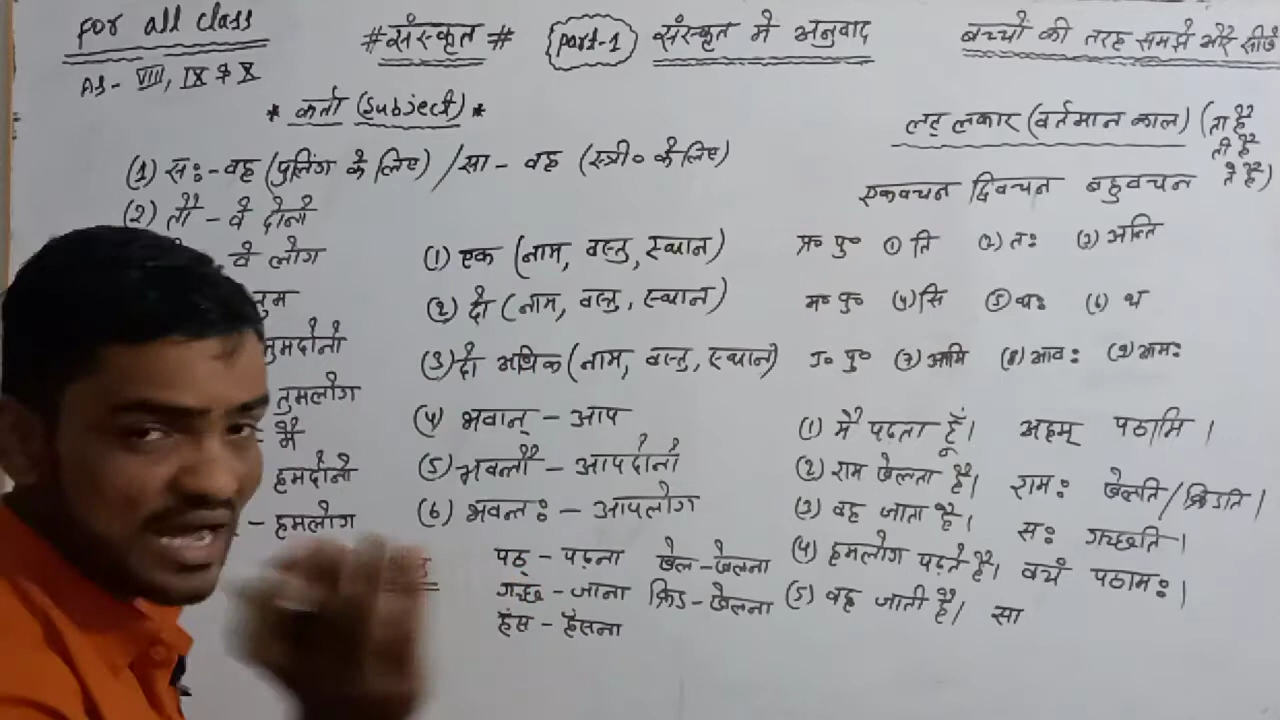 For all class
As - VIII, IX & X
#संस्कृत#
Part-1
संस्कृत में अनुवाद
बच्चों की तरह समझे और सीखें
* कर्ता (Subject) *
(1) सः - वह (पुलिंग के लिए) / सा - वह (स्त्री० के लिए)
(2) तौ - वे दोनों
वे लोग
तुम
तुमदोनों
तुमलोग
मैं
हमदोनों
- हमलोग
(1) एक (नाम, वस्तु, स्थान)
(2) दो (नाम, वस्तु, स्थान)
(3) दो अधिक (नाम, वस्तु, स्थान)
(4) भवान् - आप
(5) भवन्तौ - आपदोनों
(6) भवन्तः - आपलोग
पठ् - पढ़ना खेल - खेलना
गच्छ - जाना क्रिड - खेलना
हंस - हँसना
लट् लकार (वर्तमान काल) (ता है
ती है
ते हैं)
एकवचन द्विवचन बहुवचन
प्र० पु० ① ति (2) तः (3) अन्ति
म० पु० (4) सि ⑤ थः (6) थ
उ० पु० (7) आमि (8) आवः (9) आमः
(1) मैं पढ़ता हूँ। अहम् पठामि।
(2) राम खेलता है। रामः खेलति / क्रिडति।
(3) वह जाता है। सः गच्छति।
(4) हमलोग पढ़ते है। वयं पठामः।
(5) वह जाती है। सा